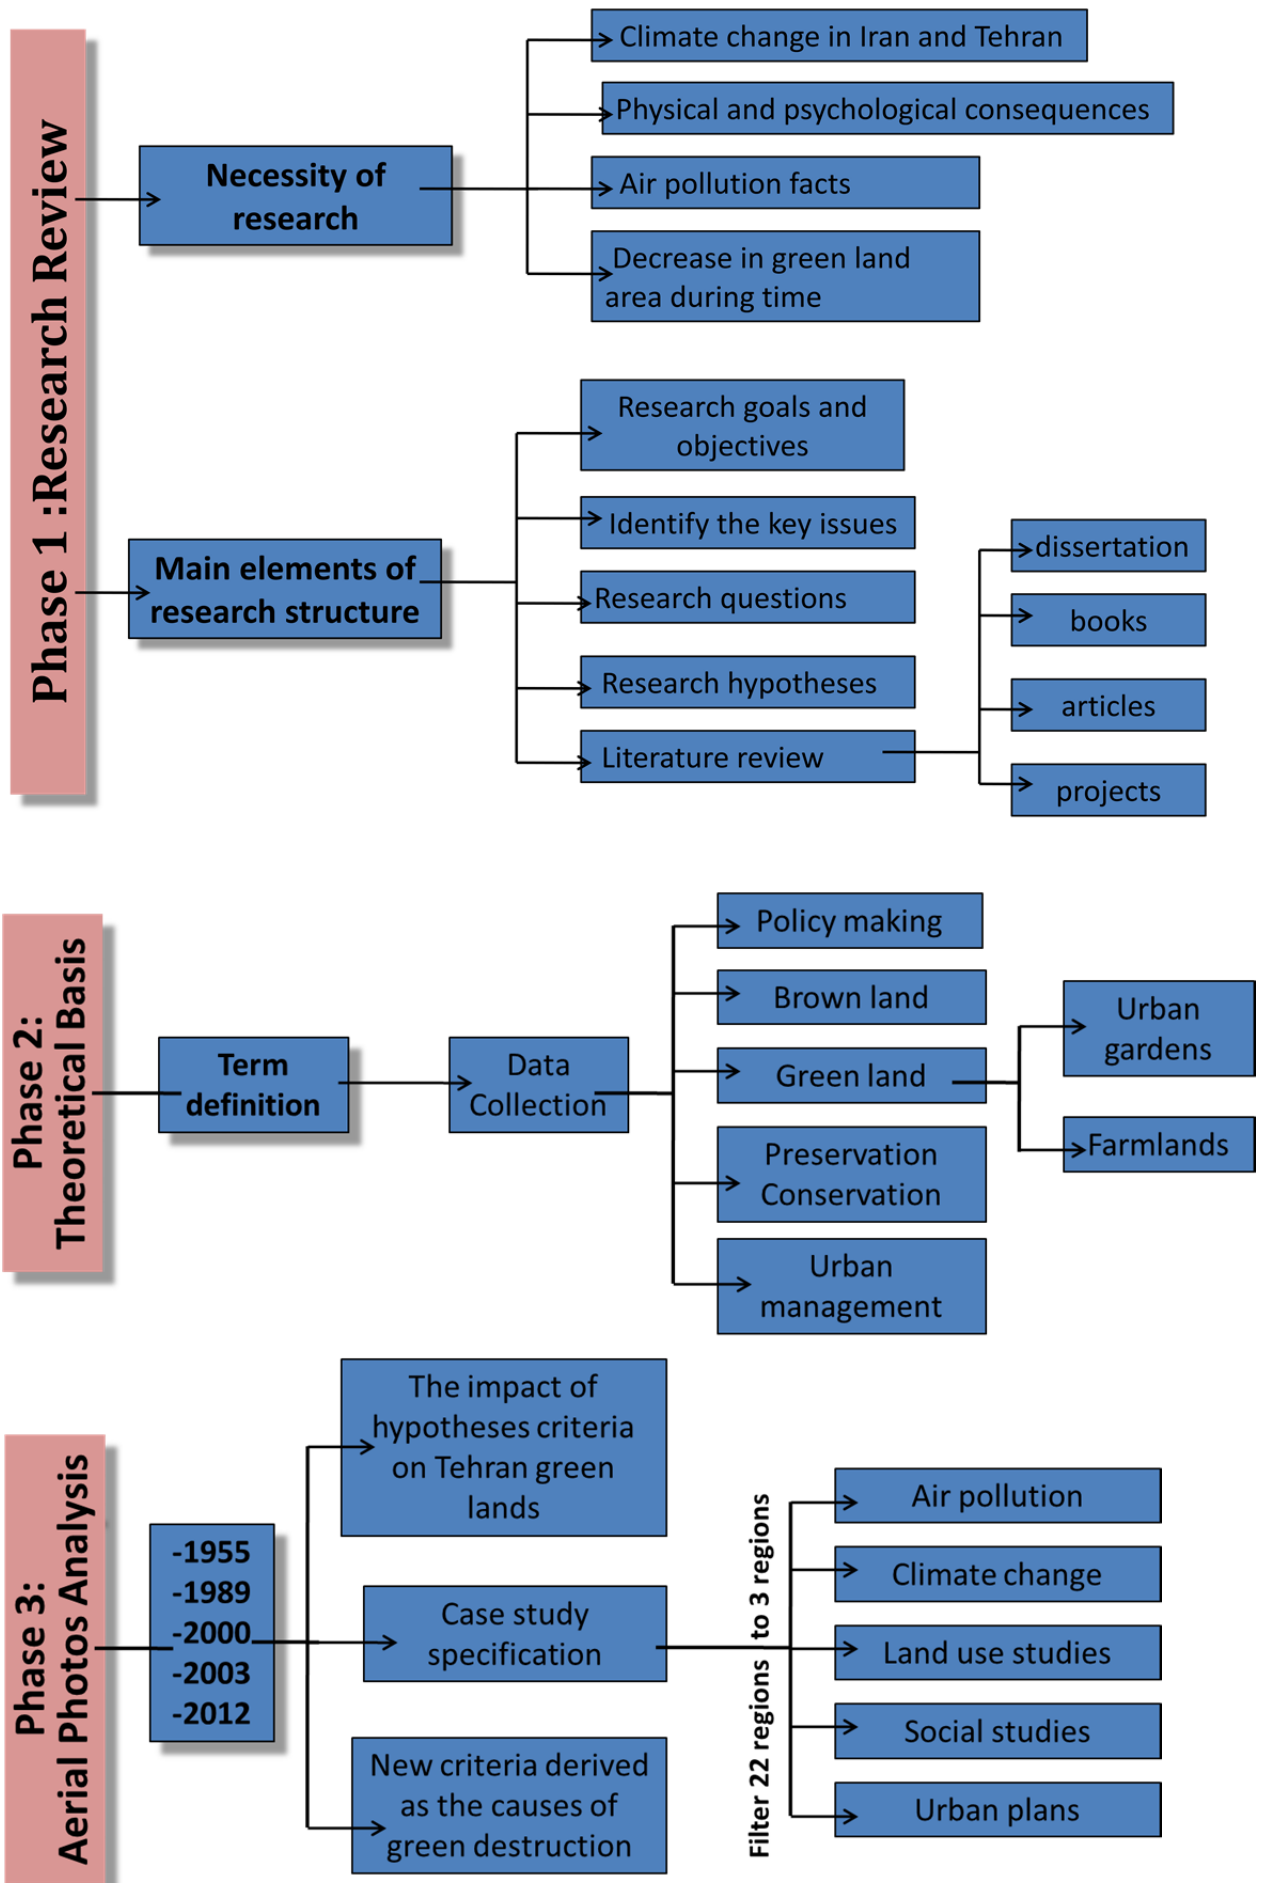 Phase 1 :Research Review
Necessity of
research
Climate change in Iran and Tehran
Physical and psychological consequences
Air pollution facts
Decrease in green land
area during time
Main elements of
research structure
Research goals and
objectives
Identify the key issues
Research questions
Research hypotheses
Literature review
dissertation
books
articles
projects
Phase 2:
Theoretical Basis
Term
definition
Data
Collection
Policy making
Brown land
Green land
Preservation
Conservation
Urban
management
Urban
gardens
Farmlands
Phase 3:
Aerial Photos Analysis
-1955
-1989
-2000
-2003
-2012
The impact of
hypotheses criteria
on Tehran green
lands
Case study
specification
New criteria derived
as the causes of
green destruction
Filter 22 regions to 3 regions
Air pollution
Climate change
Land use studies
Social studies
Urban plans